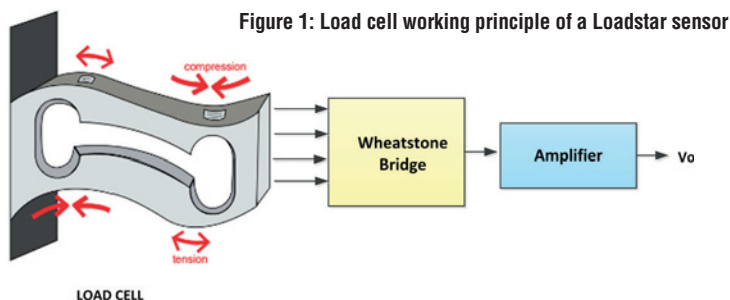 Figure 1: Load cell working principle of a Loadstar sensor
compression
Wheatstone
Bridge
Amplifier
Vo
tension
LOAD CELL